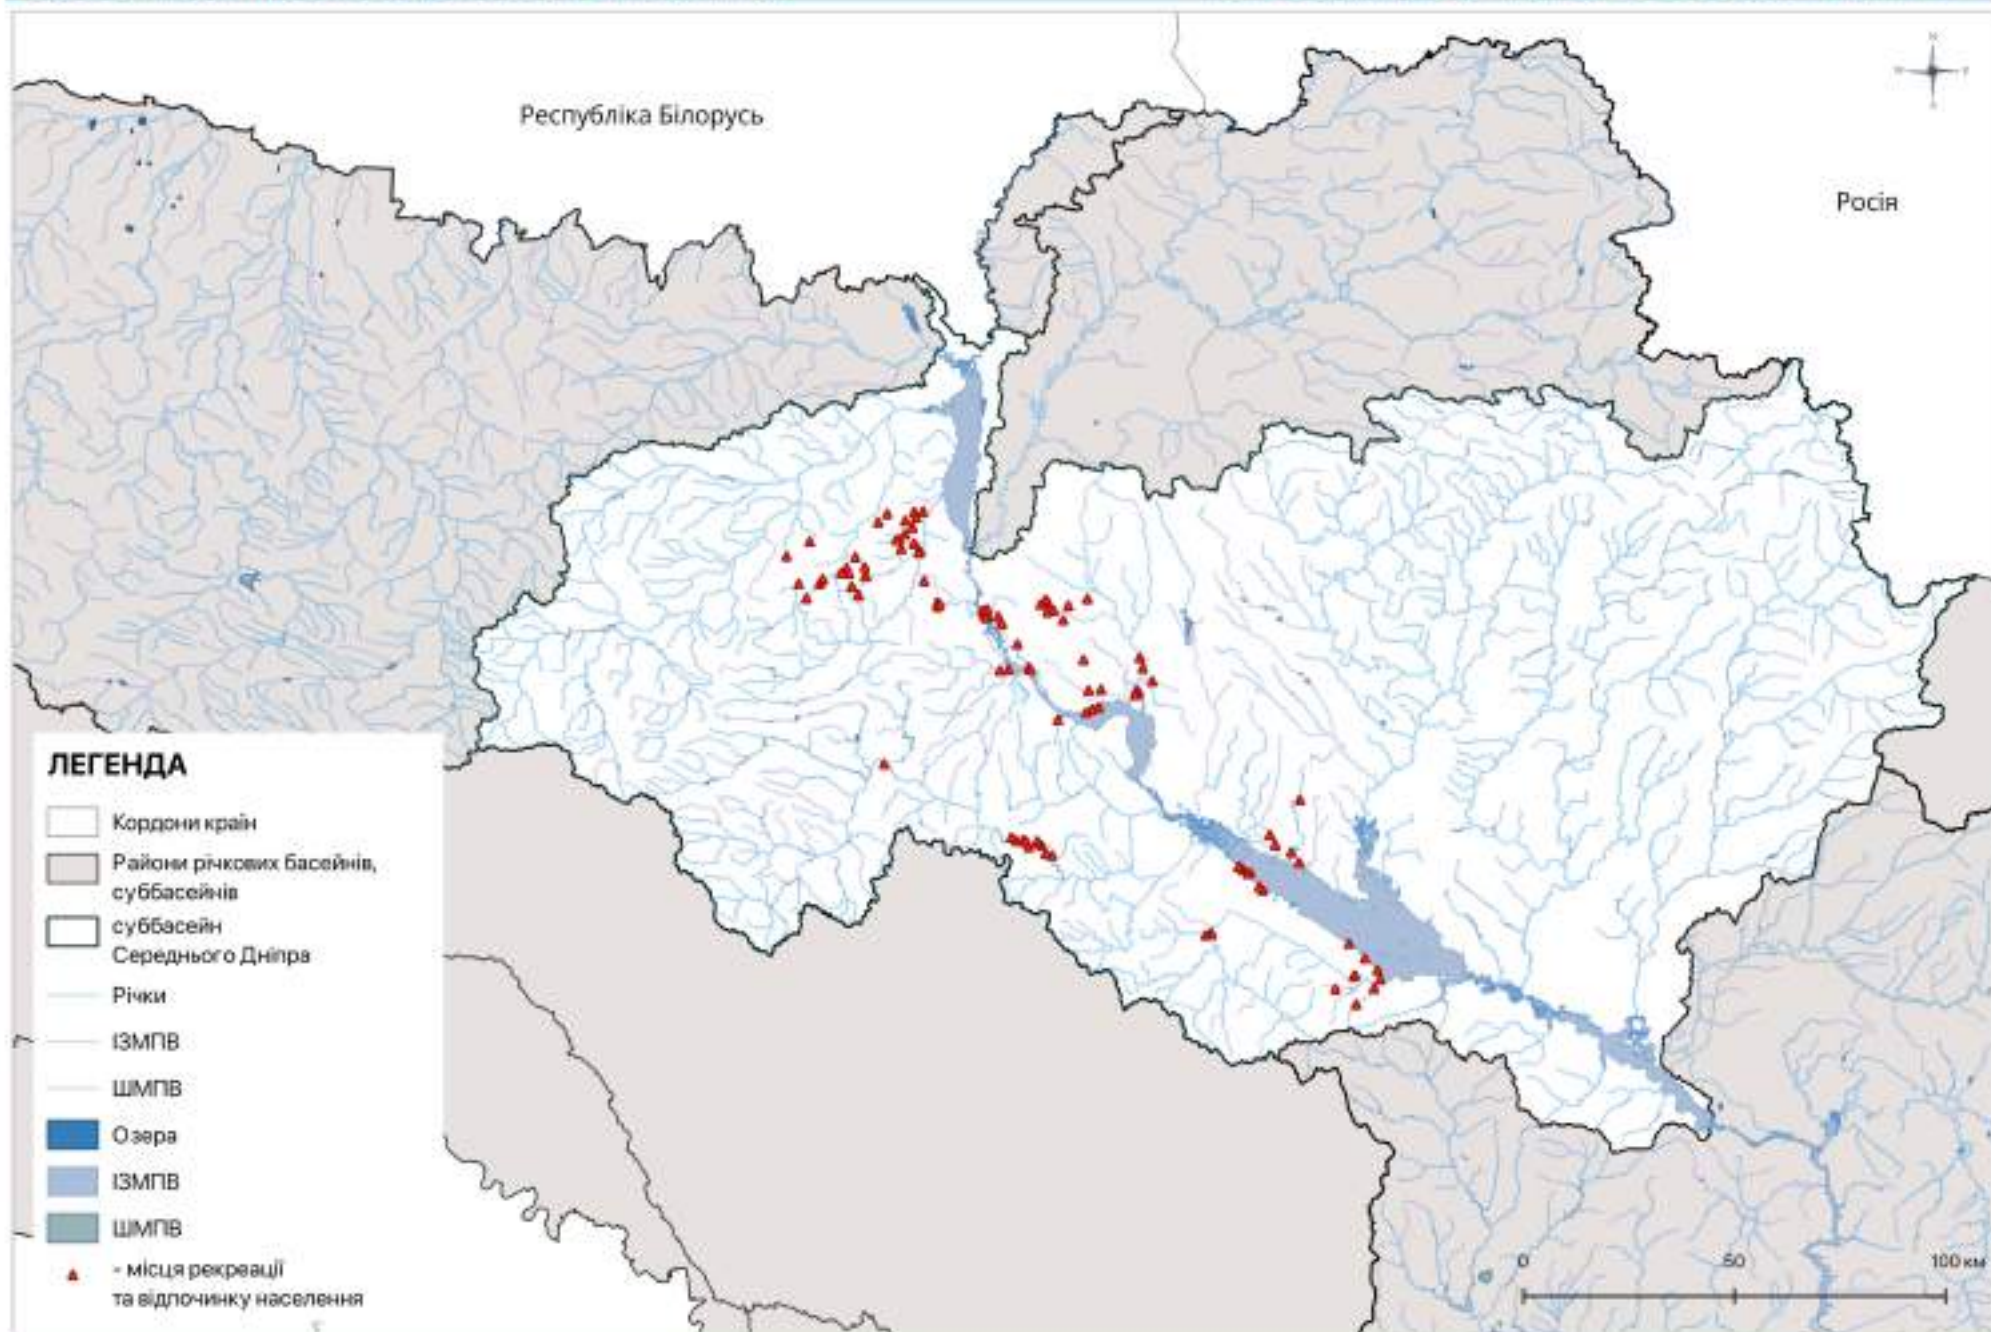 Республіка Білорусь
Росія
ЛЕГЕНДА
Кордони країн
Райони річкових басейнів,
суббасейнів
суббасейн
Середнього Дніпра
Річки
ІЗМПВ
ШМПВ
Озера
ІЗМПВ
ШМПВ
- місця рекреації
та відпочинку населення
0 50 100 км